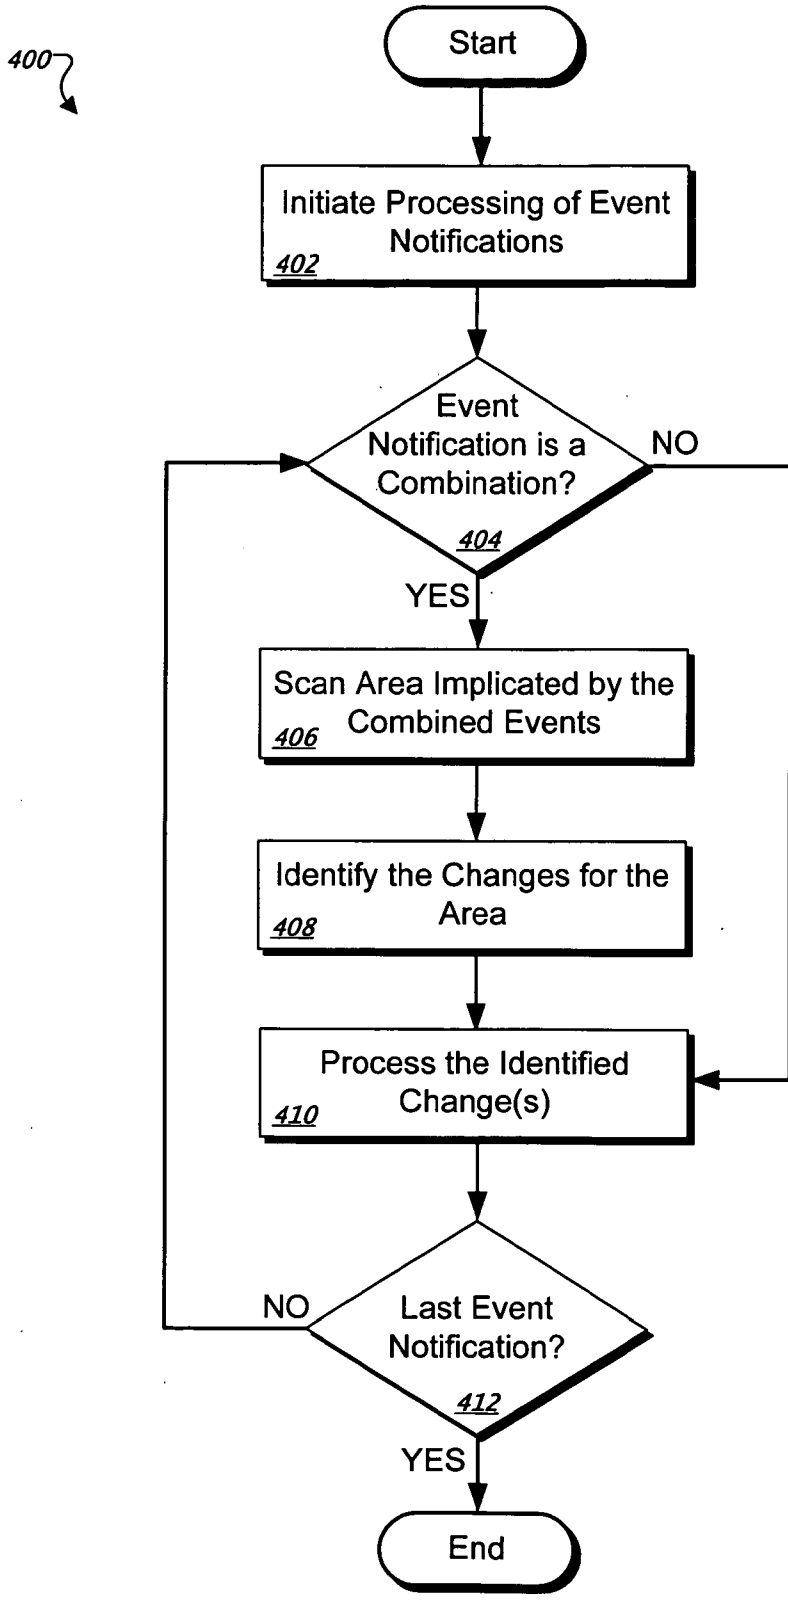 400
Start
Initiate Processing of Event
Notifications
402
Event
Notification is a
Combination?
404
NO
YES
Scan Area Implicated by the
Combined Events
406
Identify the Changes for the
Area
408
Process the Identified
Change(s)
410
NO
Last Event
Notification?
412
YES
End